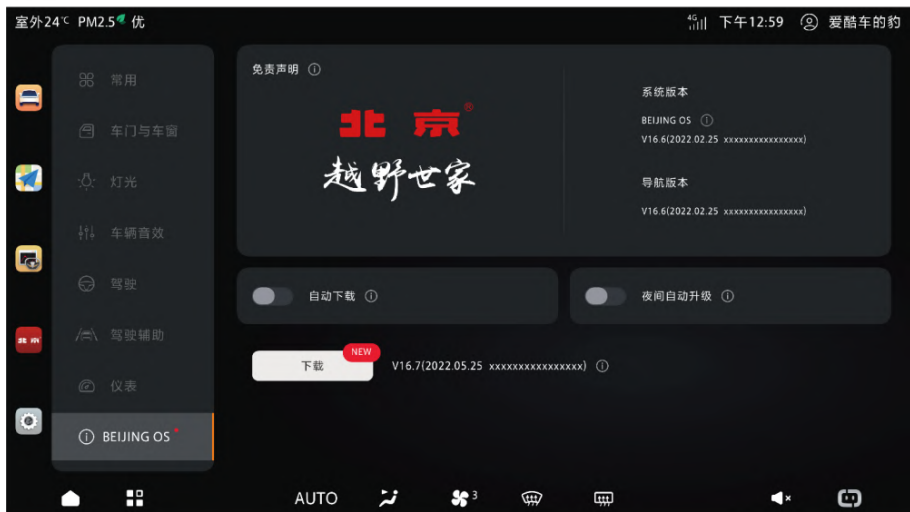 室外24℃ PM2.5 优
4G 下午12:59 爱酷车的豹
常用
车门与车窗
灯光
车辆音效
驾驶
驾驶辅助
仪表
BEIJING OS
北京
免责声明
北京®
越野世家
系统版本
BEIJING OS
V16.6(2022.02.25 xxxxxxxxxxxxxxxx)
导航版本
V16.6(2022.02.25 xxxxxxxxxxxxxxxx)
自动下载
夜间自动升级
下载
NEW
V16.7(2022.05.25 xxxxxxxxxxxxxxxx)
AUTO
3